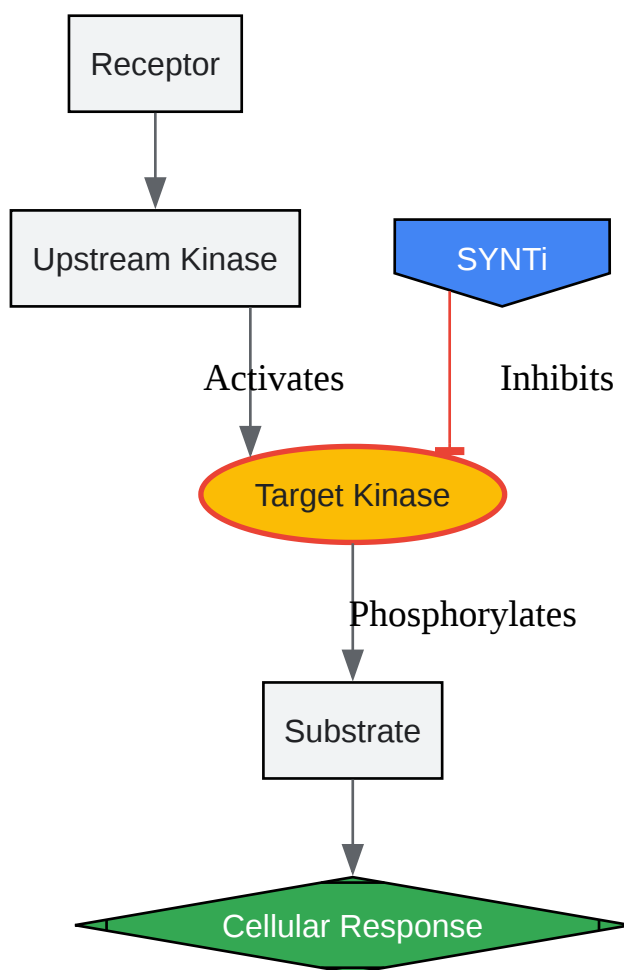 Receptor
Upstream Kinase
SYNTi
Activates
Inhibits
Target Kinase
Phosphorylates
Substrate
Cellular Response